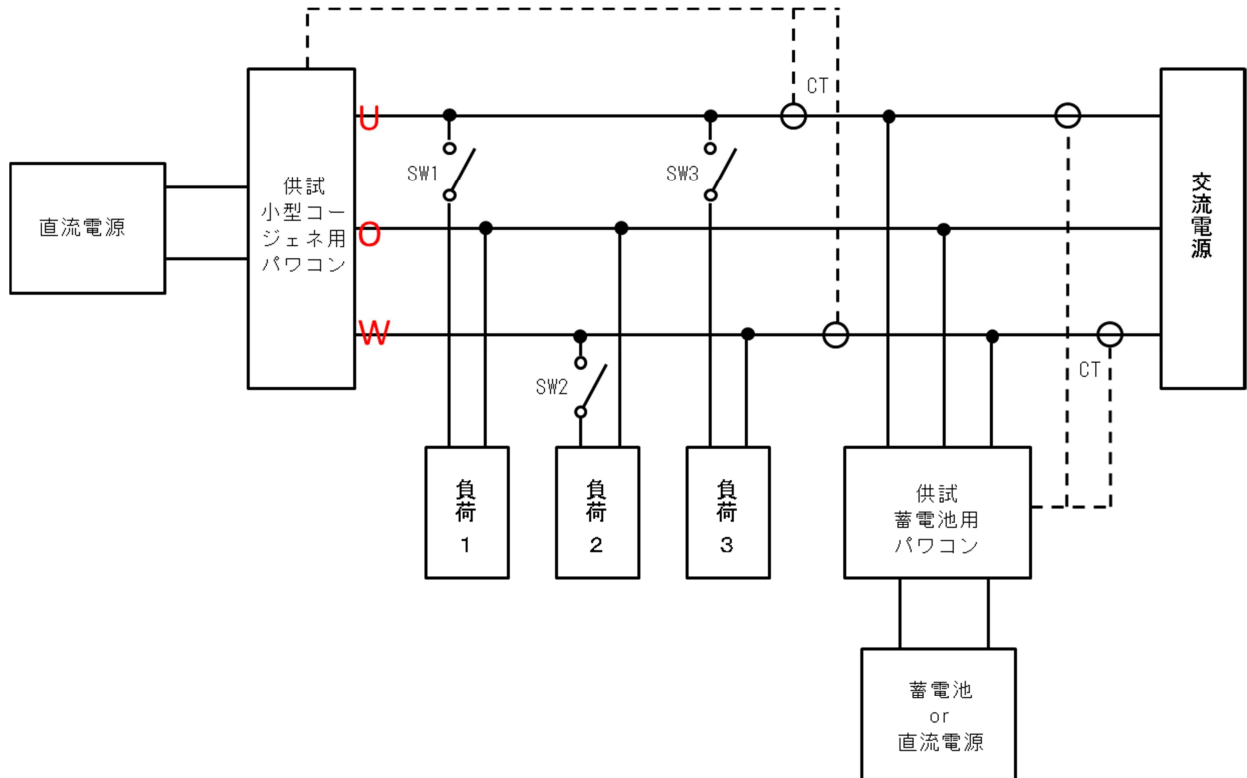 CT
U
SW1
SW3
供試
小型コー
ジェネ用
パワコン
直流電源
O
交流電源
W
SW2
CT
負荷
1
負荷
2
負荷
3
供試
蓄電池用
パワコン
蓄電池
or
直流電源